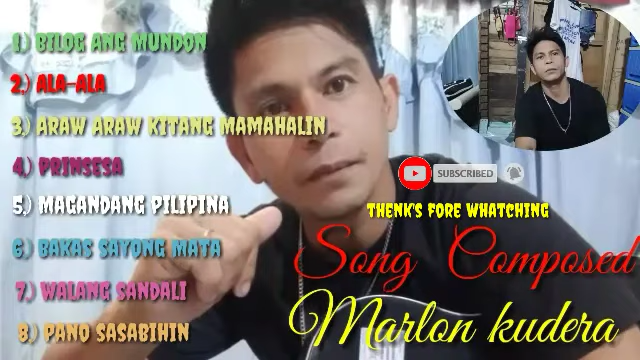 1.) BILOG ANG MUNDON
2.) ALA-ALA
3.) ARAW ARAW KITANG MAMAHALIN
4.) PRINSESA
5.) MAGANDANG PILIPINA
6.) BAKAS SAYONG MATA
7.) WALANG SANDALI
8.) PANO SASABIHIN
SUBSCRIBED
THENK'S FORE WHATCHING
Song Composed
Marlon kudera